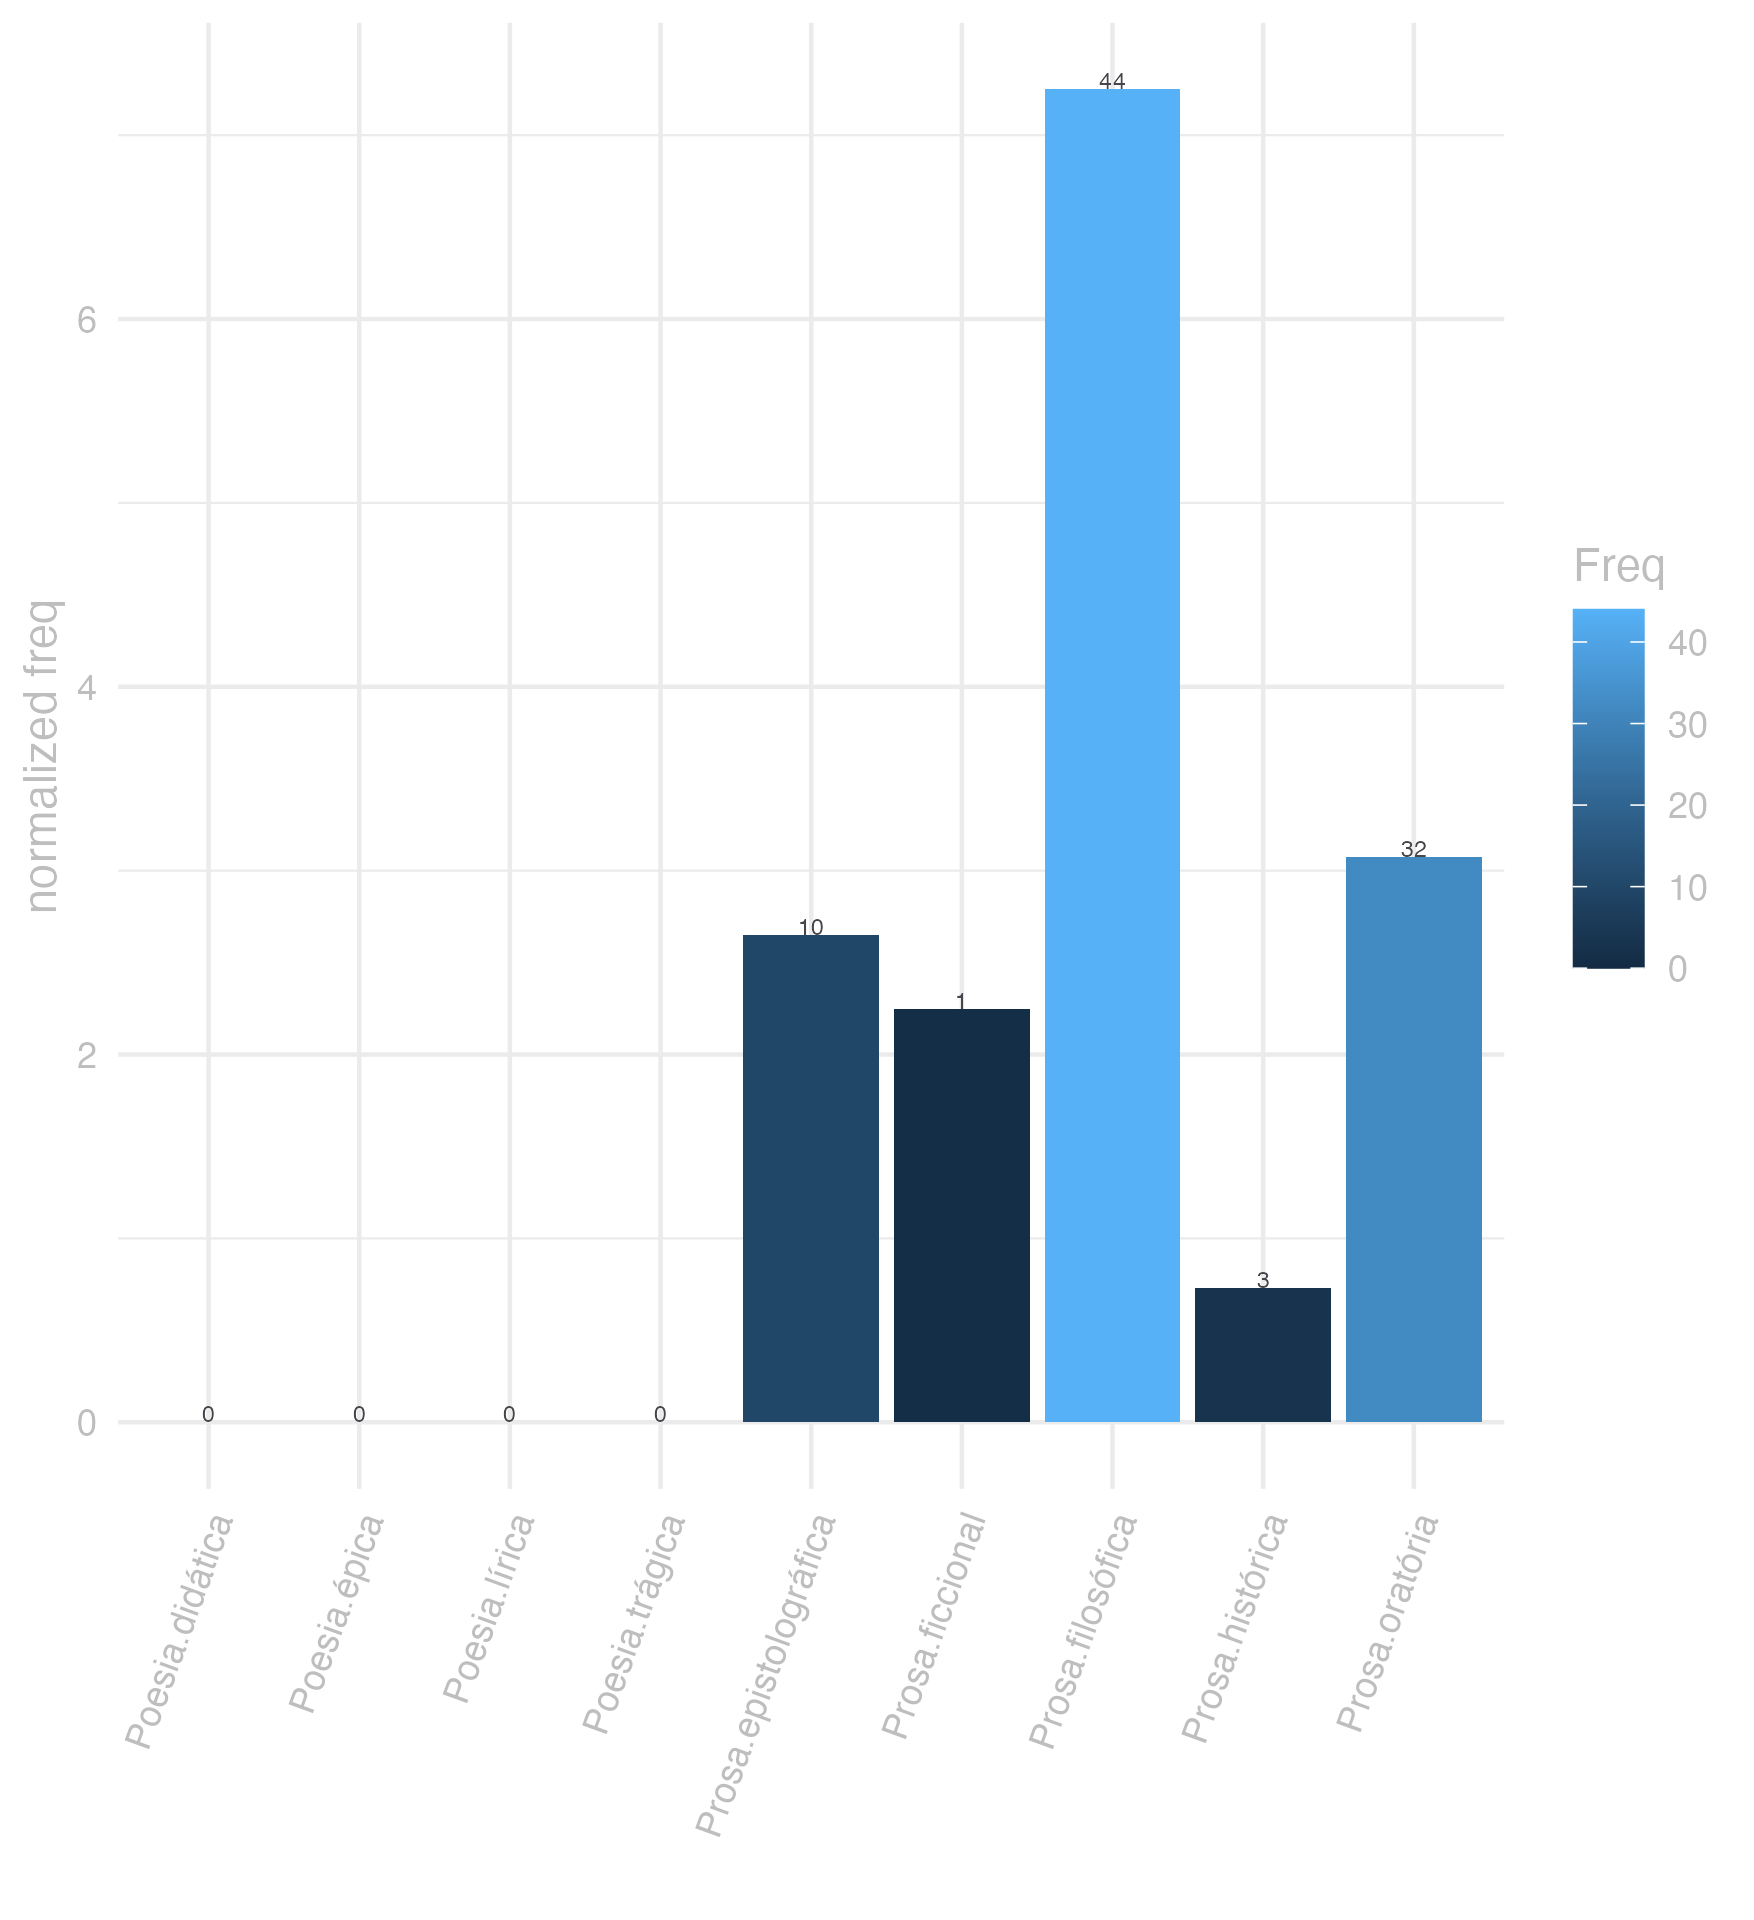 44
6
Freq
40
normalized freq
4
30
20
32
10
10
0
1
2
3
0
0
0
0
0
Poesia.didática
Poesia.épica
Poesia.lírica
Poesia.trágica
Prosa.epistolográfica
Prosa.ficcional
Prosa.filosófica
Prosa.histórica
Prosa.oratória